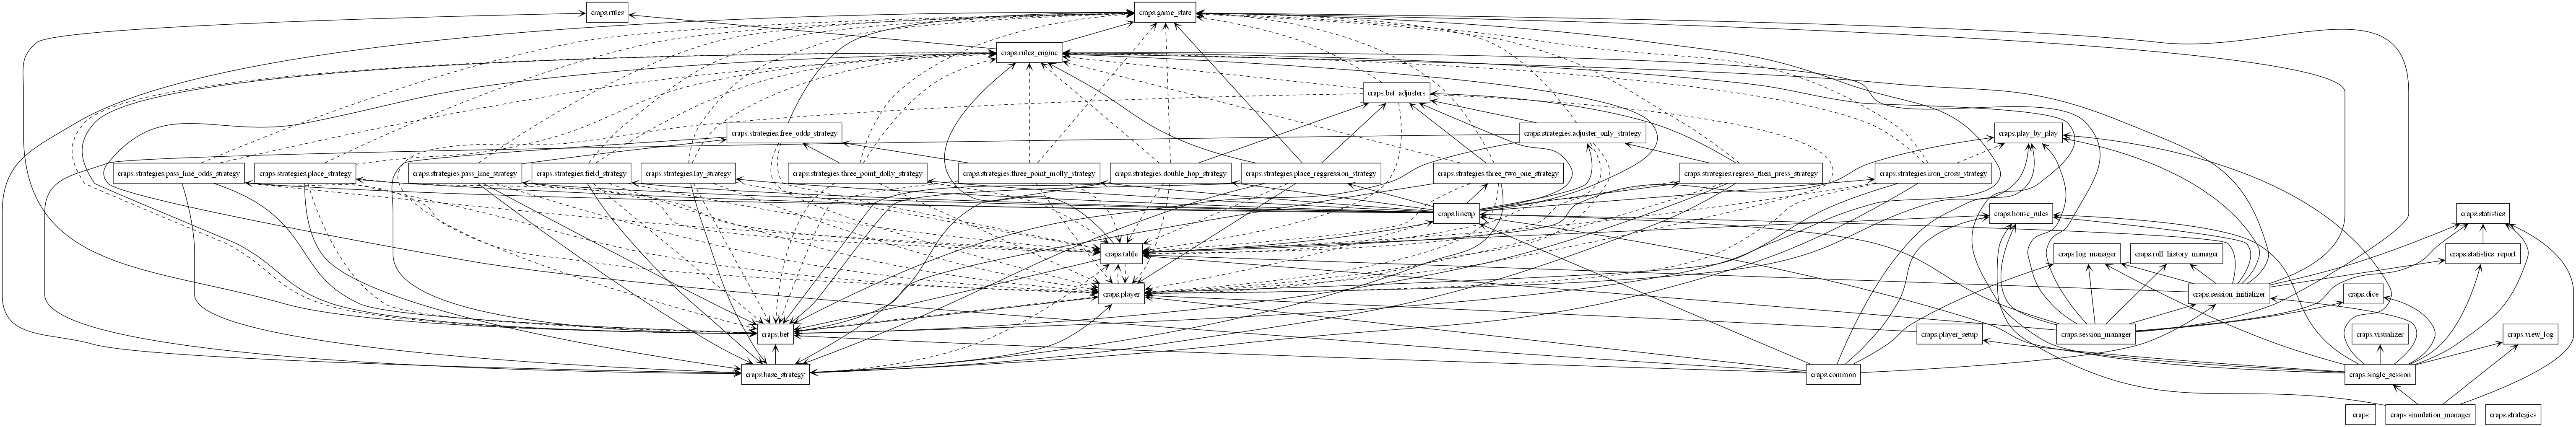 craps.rules
craps.game_state
craps.rules_engine
craps.bet_adjusters
craps.strategies.free_odds_strategy
craps.strategies.adjuster_only_strategy
craps.play_by_play
craps.strategies.pass_line_odds_strategy
craps.strategies.place_strategy
craps.strategies.pass_line_strategy
craps.strategies.field_strategy
craps.strategies.lay_strategy
craps.strategies.three_point_dolly_strategy
craps.strategies.three_point_molly_strategy
craps.strategies.double_hop_strategy
craps.strategies.place_reggression_strategy
craps.strategies.three_two_one_strategy
craps.strategies.regress_then_press_strategy
craps.strategies.iron_cross_strategy
craps.lineup
craps.house_rules
craps.statistics
craps.table
craps.log_manager
craps.roll_history_manager
craps.statistics_report
craps.player
craps.session_initializer
craps.dice
craps.bet
craps.player_setup
craps.session_manager
craps.visualizer
craps.view_log
craps.base_strategy
craps.common
craps.single_session
craps
craps.simulation_manager
craps.strategies